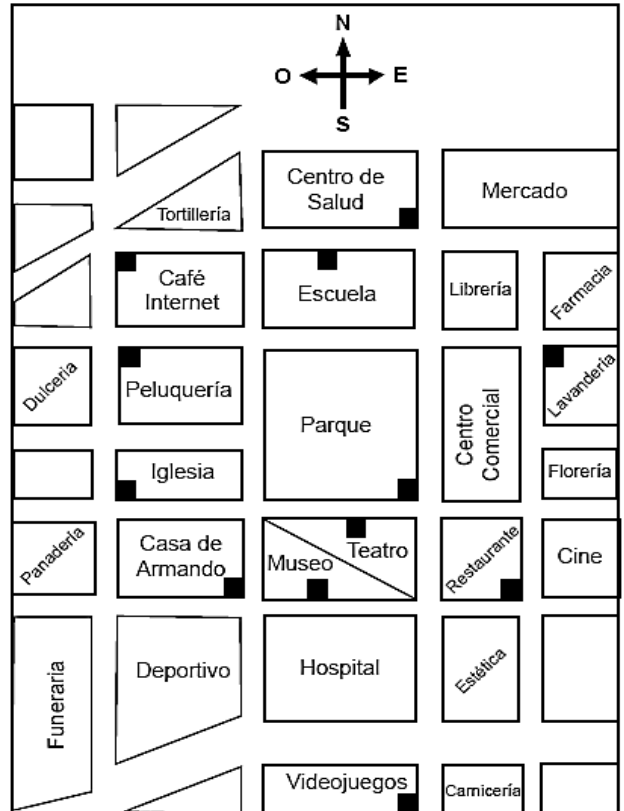 N
O
E
S
Centro de
Salud
Mercado
Tortillería
Café
Internet
Escuela
Librería
Farmacia
Dulcería
Peluquería
Parque
Centro
Comercial
Lavandería
Iglesia
Florería
Panadería
Casa de
Armando
Museo
Teatro
Restaurante
Cine
Funeraria
Deportivo
Hospital
Estética
Videojuegos
Carnicería